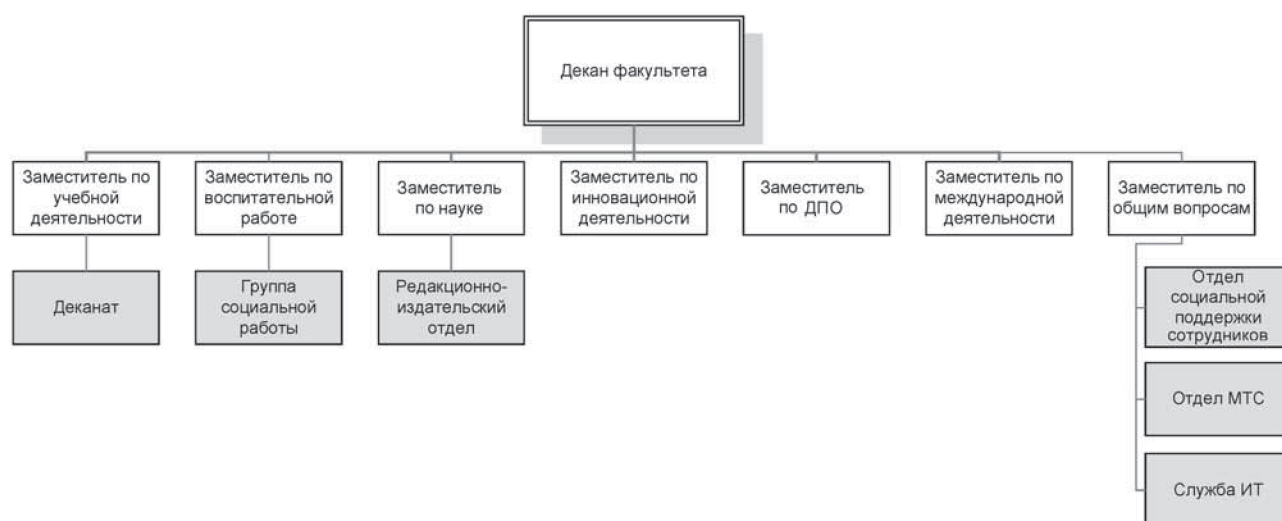 Декан факультета
Заместитель по
учебной
деятельности
Заместитель по
воспитательной
работе
Заместитель
по науке
Заместитель по
инновационной
деятельности
Заместитель
по ДПО
Заместитель по
международной
деятельности
Заместитель по
общим вопросам
Деканат
Группа
социальной
работы
Редакционно-
издательский
отдел
Отдел
социальной
поддержки
сотрудников
Отдел МТС
Служба ИТ